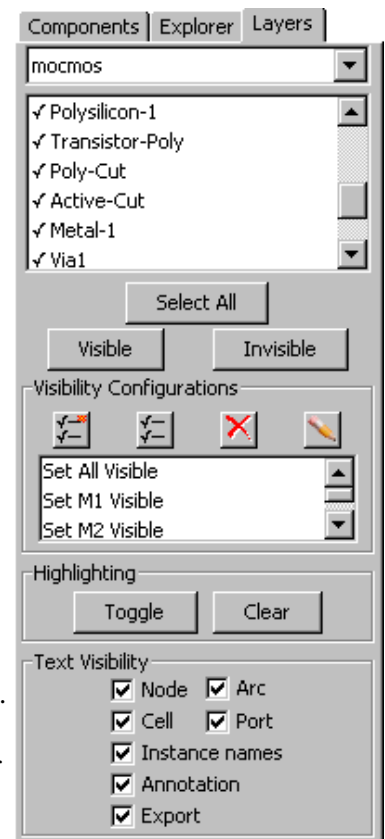 Components Explorer Layers
mocmos
✓ Polysilicon-1
✓ Transistor-Poly
✓ Poly-Cut
✓ Active-Cut
✓ Metal-1
✓ Via1
Select All
Visible Invisible
Visibility Configurations
Set All Visible
Set M1 Visible
Set M2 Visible
Highlighting
Toggle Clear
Text Visibility
Node Arc
Cell Port
Instance names
Annotation
Export